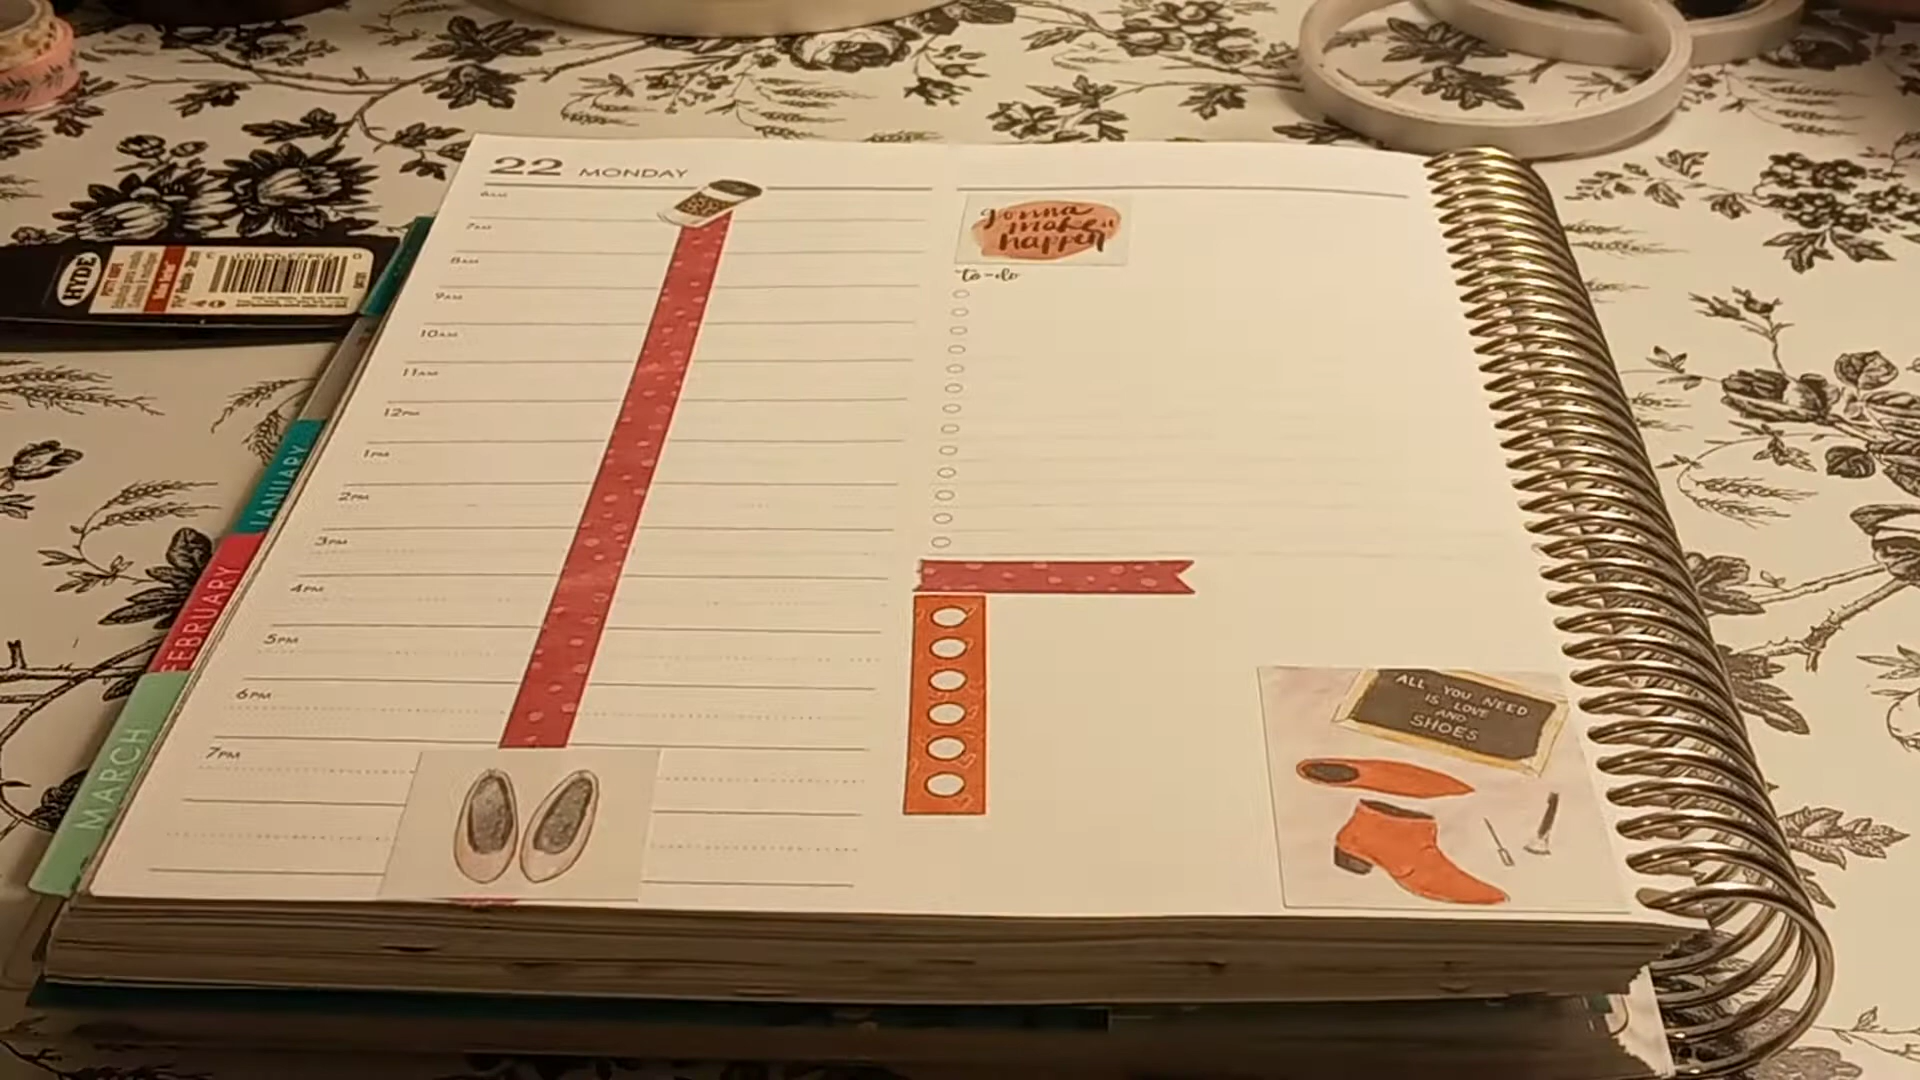 22 MONDAY
6AM
7AM
8AM
9AM
10AM
11AM
12PM
1PM
2PM
3PM
4PM
5PM
6PM
7PM
gonna
make it
happen
to-do
ALL YOU NEED
IS LOVE
AND
SHOES
HYDE
JANUARY
FEBRUARY
MARCH